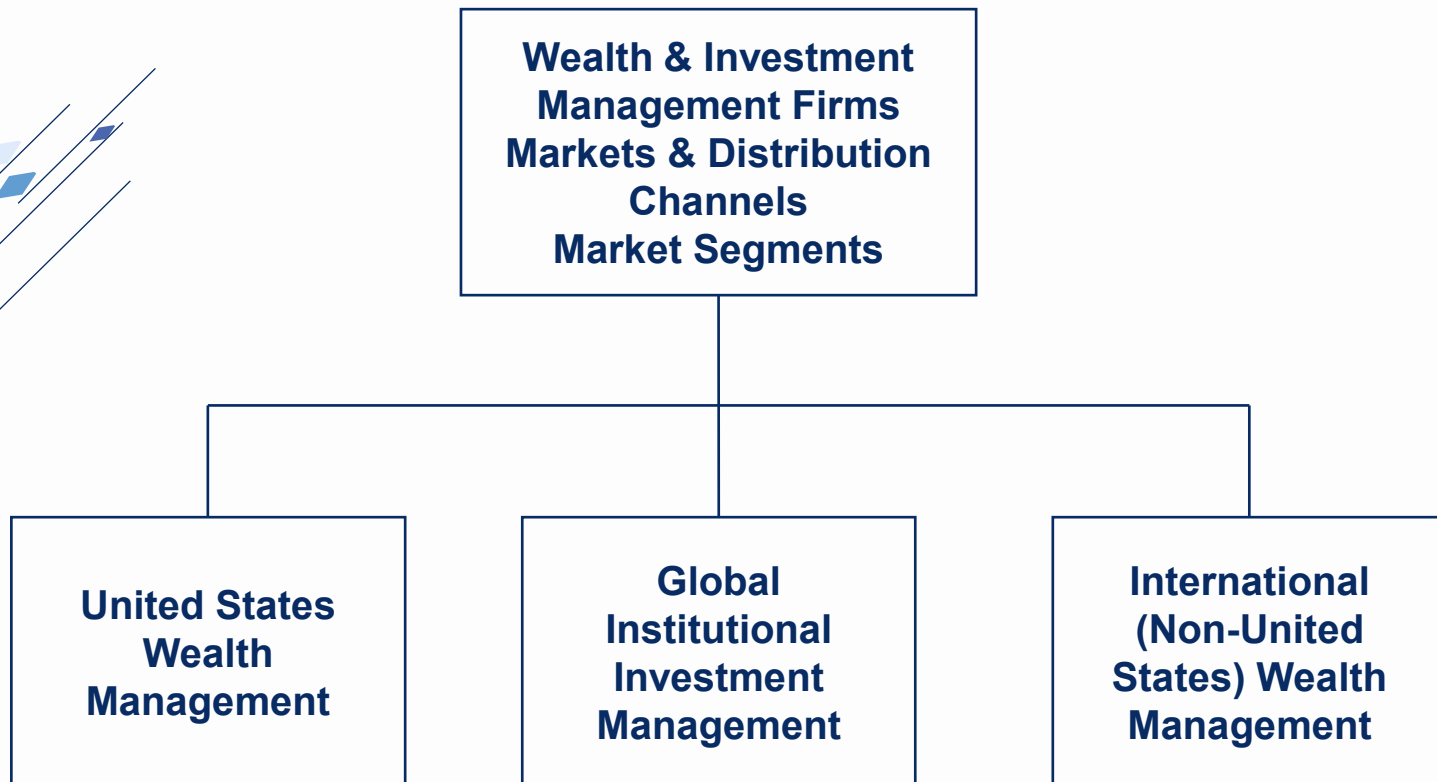 Wealth & Investment
Management Firms
Markets & Distribution
Channels
Market Segments
United States
Wealth
Management
Global
Institutional
Investment
Management
International
(Non-United
States) Wealth
Management